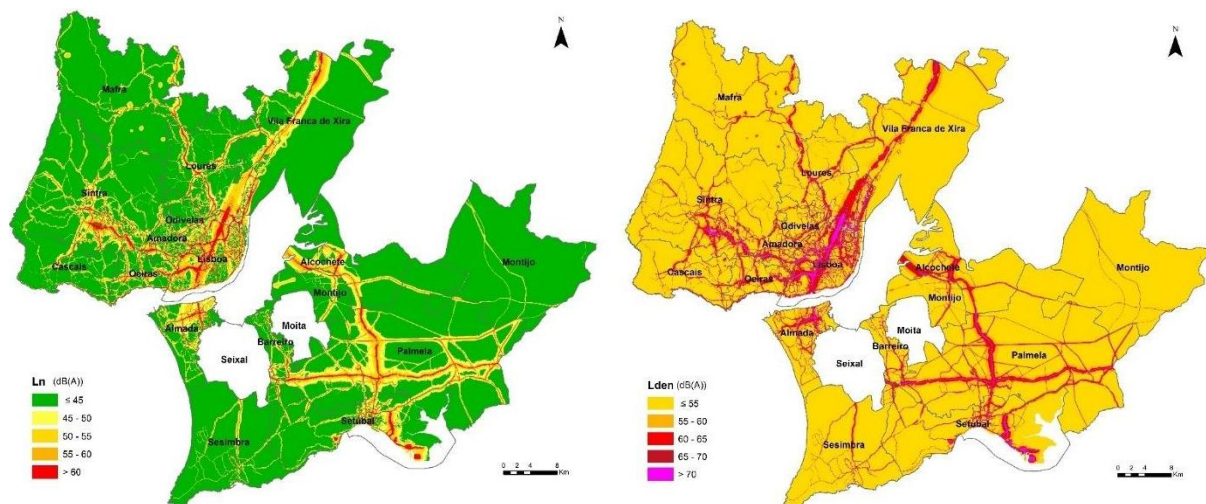 N
Mafra
Vila Franca de Xira
Loures
Sintra
Odivelas
Amadora
Lisboa
Cascais
Oeiras
Alcochete
Montijo
Montijo
Almada
Moita
Barreiro
Seixal
Palmela
Setúbal
Sesimbra
Ln (dB(A))
≤ 45
45 - 50
50 - 55
55 - 60
> 60
0 2 4 8
Km
N
Mafra
Vila Franca de Xira
Loures
Sintra
Odivelas
Amadora
Lisboa
Cascais
Oeiras
Alcochete
Montijo
Montijo
Almada
Moita
Barreiro
Seixal
Palmela
Setúbal
Sesimbra
Lden (dB(A))
≤ 55
55 - 60
60 - 65
65 - 70
> 70
0 2 4 8
Km